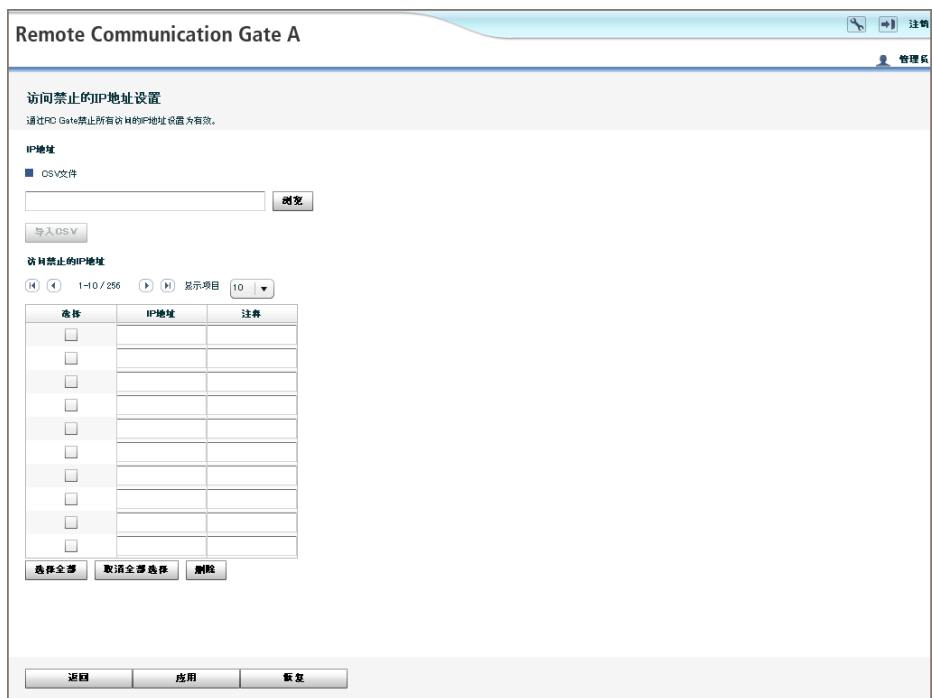 Remote Communication Gate A
注销
管理员
访问禁止的IP地址设置
通过RC Gate禁止所有访问的IP地址设置为有效。
IP地址
CSV文件
浏览
导入CSV
访问禁止的IP地址
1-10 / 256 显示项目 10
选择 IP地址 注释
选择全部 取消全部选择 删除
返回 应用 恢复